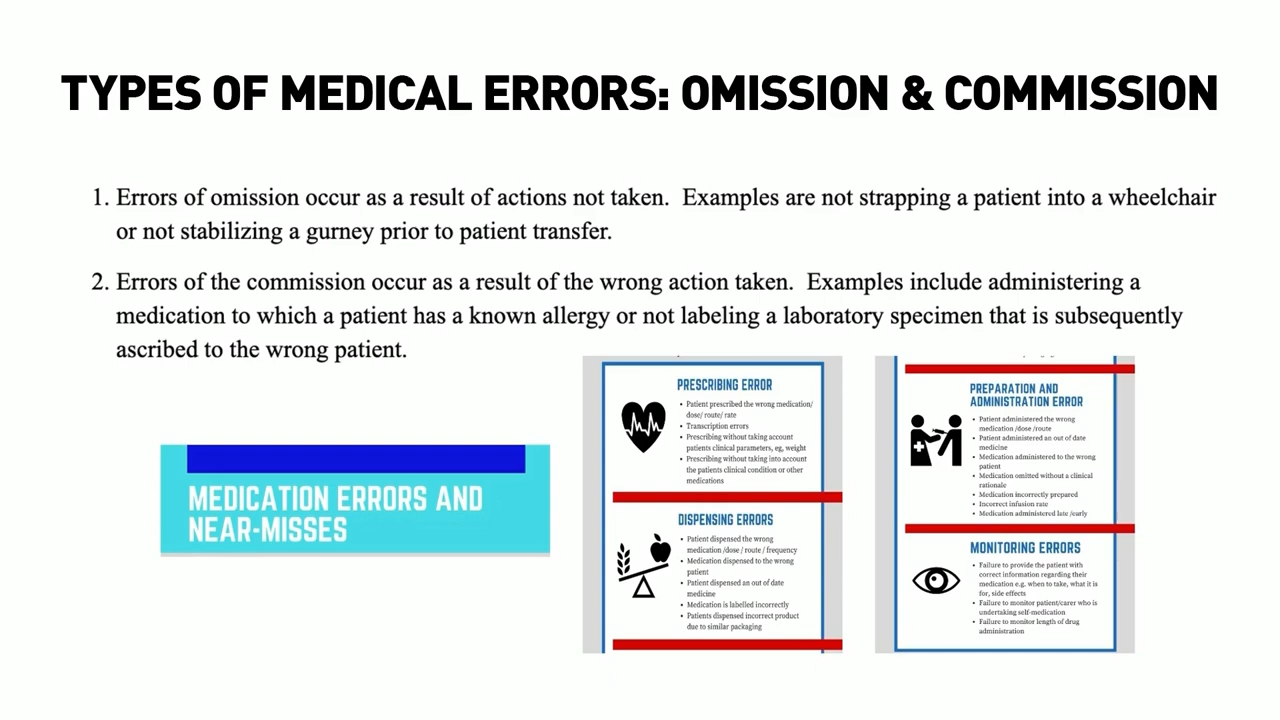 TYPES OF MEDICAL ERRORS: OMISSION & COMMISSION
1. Errors of omission occur as a result of actions not taken.  Examples are not strapping a patient into a wheelchair
or not stabilizing a gurney prior to patient transfer.
2. Errors of the commission occur as a result of the wrong action taken.  Examples include administering a
medication to which a patient has a known allergy or not labeling a laboratory specimen that is subsequently
ascribed to the wrong patient.
MEDICATION ERRORS AND
NEAR-MISSES
PRESCRIBING ERROR
• Patient prescribed the wrong medication/
dose/ route/ rate
• Transcription errors
• Prescribing without taking account
patients clinical parameters, eg, weight
• Prescribing without taking into account
the patients clinical condition or other
medications
DISPENSING ERRORS
• Patient dispensed the wrong
medication /dose / route / frequency
• Medication dispensed to the wrong
patient
• Patient dispensed an out of date
medicine
• Medication is labelled incorrectly
• Patients dispensed incorrect product
due to similar packaging
PREPARATION AND
ADMINISTRATION ERROR
• Patient administered the wrong
medication /dose /route
• Patient administered an out of date
medicine
• Medication administered to the wrong
patient
• Medication omitted without a clinical
rationale
• Medication incorrectly prepared
• Incorrect infusion rate
• Medication administered late /early
MONITORING ERRORS
• Failure to provide the patient with
correct information regarding their
medication e.g. when to take, what it is
for, side effects
• Failure to monitor patient/carer who is
undertaking self-medication
• Failure to monitor length of drug
administration